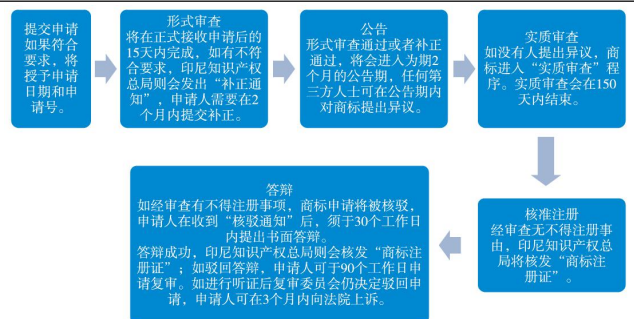 提交申请
如果符合
要求，将
授予申请
日期和申
请号。
形式审查
将在正式接收申请后的
15天内完成，如有不符
合要求，印尼知识产权
总局则会发出“补正通
知”，申请人需要在2
个月内提交补正。
公告
形式审查通过或者补正
通过，将会进入为期2
个月的公告期，任何第
三方人士可在公告期内
对商标提出异议。
实质审查
如没有人提出异议，商
标进入“实质审查”程
序。实质审查会在150
天内结束。
核准注册
经审查无不得注册事
由，印尼知识产权总
局将核发“商标注
册证”。
答辩
如经审查有不得注册事项，商标申请将被核驳，
申请人在收到“核驳通知”后，须于30个工作日
内提出书面答辩。
答辩成功，印尼知识产权总局则会核发“商标注
册证”；如驳回答辩，申请人可于90个工作日申
请复审。如进行听证后复审委员会仍决定驳回申
请，申请人可在3个月内向法院上诉。